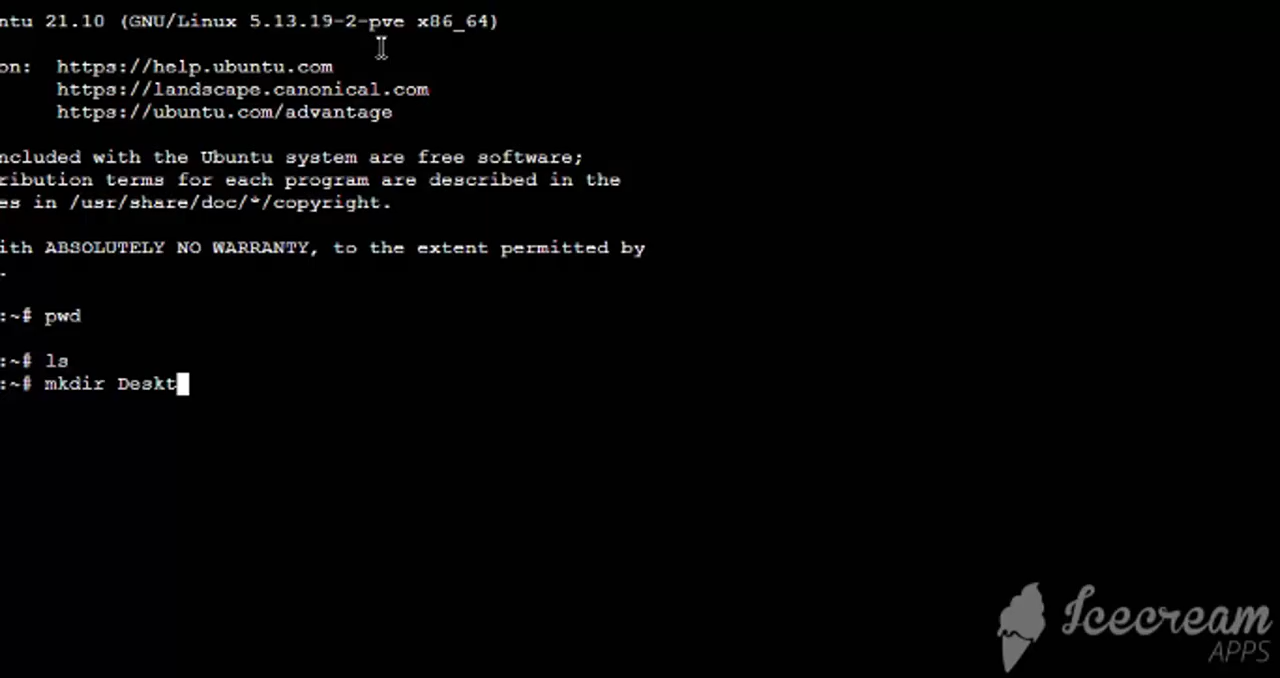 ntu 21.10 (GNU/Linux 5.13.19-2-pve x86_64)
on:  https://help.ubuntu.com
https://landscape.canonical.com
https://ubuntu.com/advantage
ncluded with the Ubuntu system are free software;
ribution terms for each program are described in the
es in /usr/share/doc/*/copyright.
ith ABSOLUTELY NO WARRANTY, to the extent permitted by
.
:~# pwd
:~# ls
:~# mkdir Deskt
Icecream
APPS